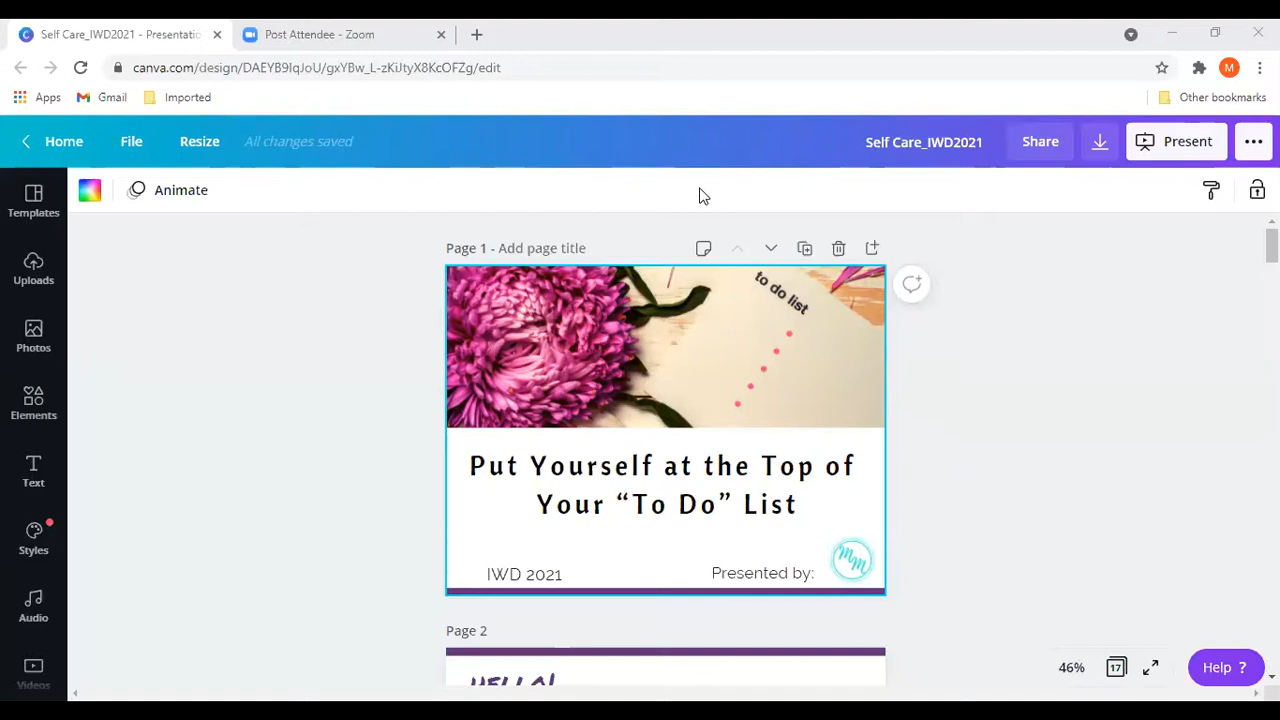 Self Care_IWD2021 - Presentatio
Post Attendee - Zoom
canva.com/design/DAEYB9IqJoU/gxYBw_L-zKiJtyX8KcOFZg/edit
M
Apps
Gmail
Imported
Other bookmarks
Home
File
Resize
All changes saved
Self Care_IWD2021
Share
Present
Animate
Templates
Uploads
Photos
Elements
Text
Styles
Audio
Videos
Page 1 - Add page title
to do list
Put Yourself at the Top of
Your “To Do” List
IWD 2021
Presented by:
MM
Page 2
HELLO!
46%
17
Help ?